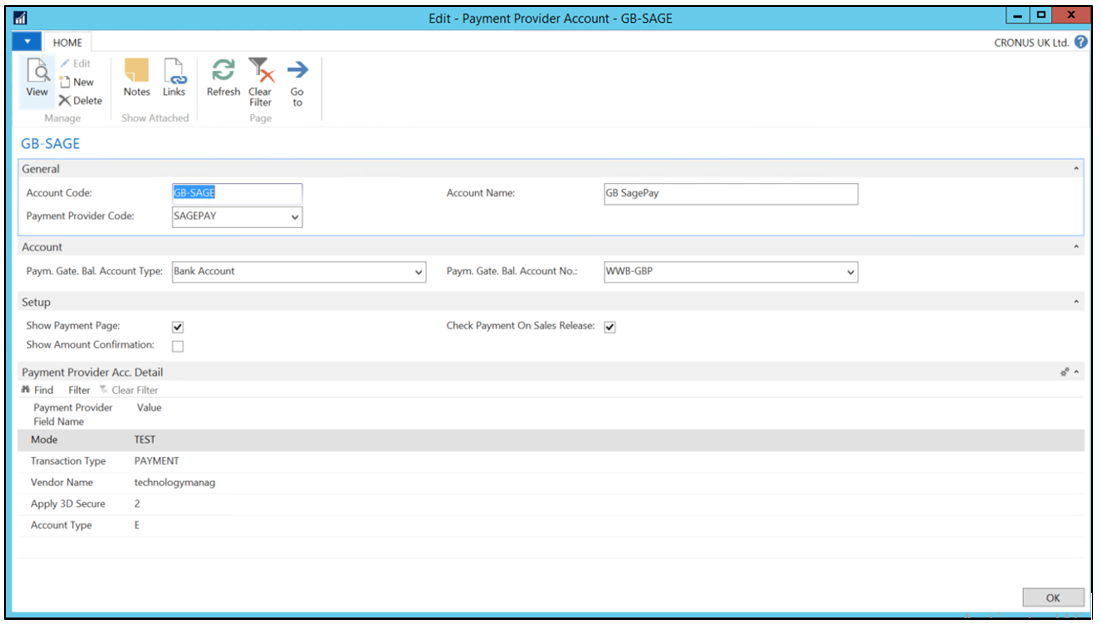 Edit - Payment Provider Account - GB-SAGE
X
HOME
CRONUS UK Ltd. ?
View
Edit
New
Delete
Manage
Notes
Links
Show Attached
Refresh
Clear
Filter
Go
to
Page
GB-SAGE
General
Account Code: GB-SAGE
Account Name: GB SagePay
Payment Provider Code: SAGEPAY
Account
Paym. Gate. Bal. Account Type: Bank Account
Paym. Gate. Bal. Account No.: WWB-GBP
Setup
Show Payment Page:
Check Payment On Sales Release:
Show Amount Confirmation:
Payment Provider Acc. Detail
Find Filter Clear Filter
Payment Provider Value
Field Name
Mode TEST
Transaction Type PAYMENT
Vendor Name technologymanag
Apply 3D Secure 2
Account Type E
OK